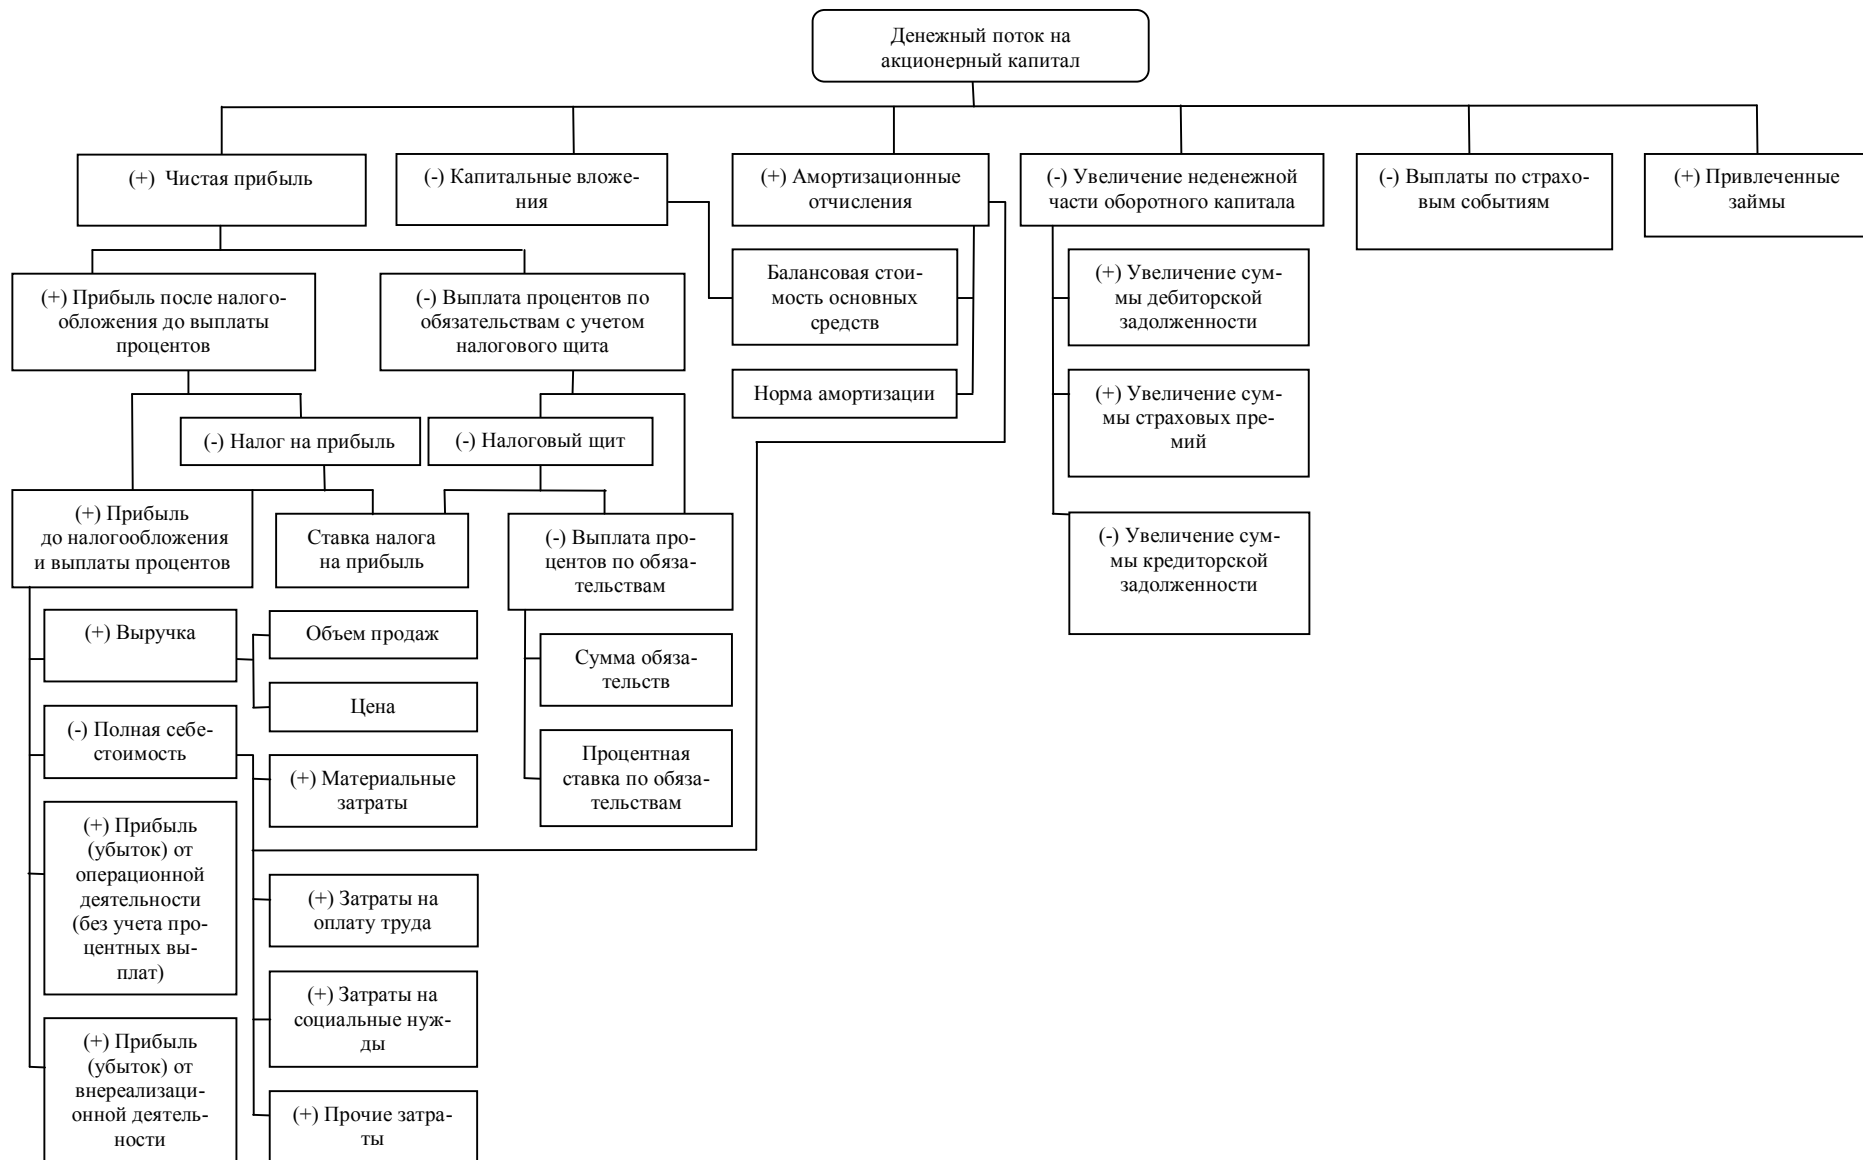 Денежный поток на
акционерный капитал
(+) Чистая прибыль
(-) Капитальные вложе-
ния
(+) Амортизационные
отчисления
(-) Увеличение неденежной
части оборотного капитала
(-) Выплаты по страхо-
вым событиям
(+) Привлеченные
займы
(+) Прибыль после налого-
обложения до выплаты
процентов
(-) Выплата процентов по
обязательствам с учетом
налогового щита
Балансовая стои-
мость основных
средств
(+) Увеличение сум-
мы дебиторской
задолженности
Норма амортизации
(+) Увеличение сум-
мы страховых пре-
мий
(-) Налог на прибыль
(-) Налоговый щит
(+) Прибыль
до налогообложения
и выплаты процентов
Ставка налога
на прибыль
(-) Выплата про-
центов по обяза-
тельствам
(-) Увеличение сум-
мы кредиторской
задолженности
(+) Выручка
Объем продаж
Цена
Сумма обяза-
тельств
(-) Полная себе-
стоимость
(+) Материальные
затраты
Процентная
ставка по обяза-
тельствам
(+) Прибыль
(убыток) от
операционной
деятельности
(без учета про-
центных вы-
плат)
(+) Затраты на
оплату труда
(+) Затраты на
социальные нуж-
ды
(+) Прибыль
(убыток) от
внереализаци-
онной деятель-
ности
(+) Прочие затра-
ты